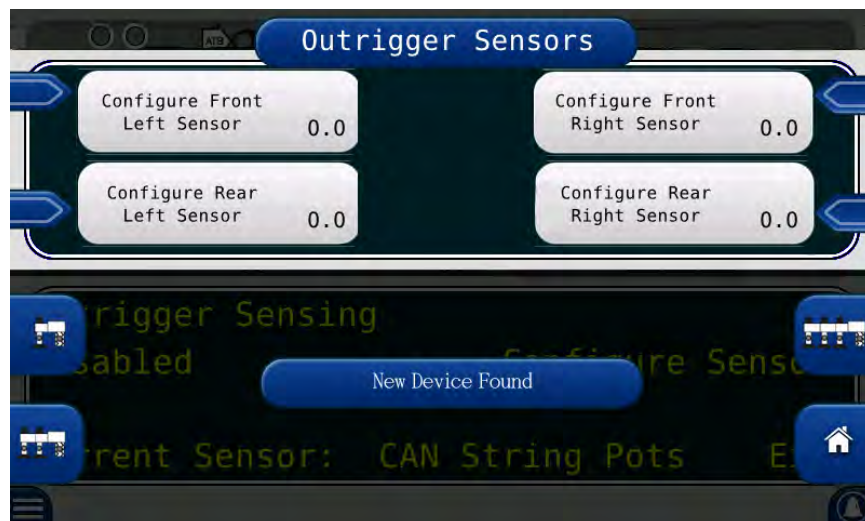 ATB
Outrigger Sensors
Configure Front
Left Sensor 0.0
Configure Front
Right Sensor 0.0
Configure Rear
Left Sensor 0.0
Configure Rear
Right Sensor 0.0
rigger Sensing
sabled
New Device Found
rrent Sensor: CAN String Pots